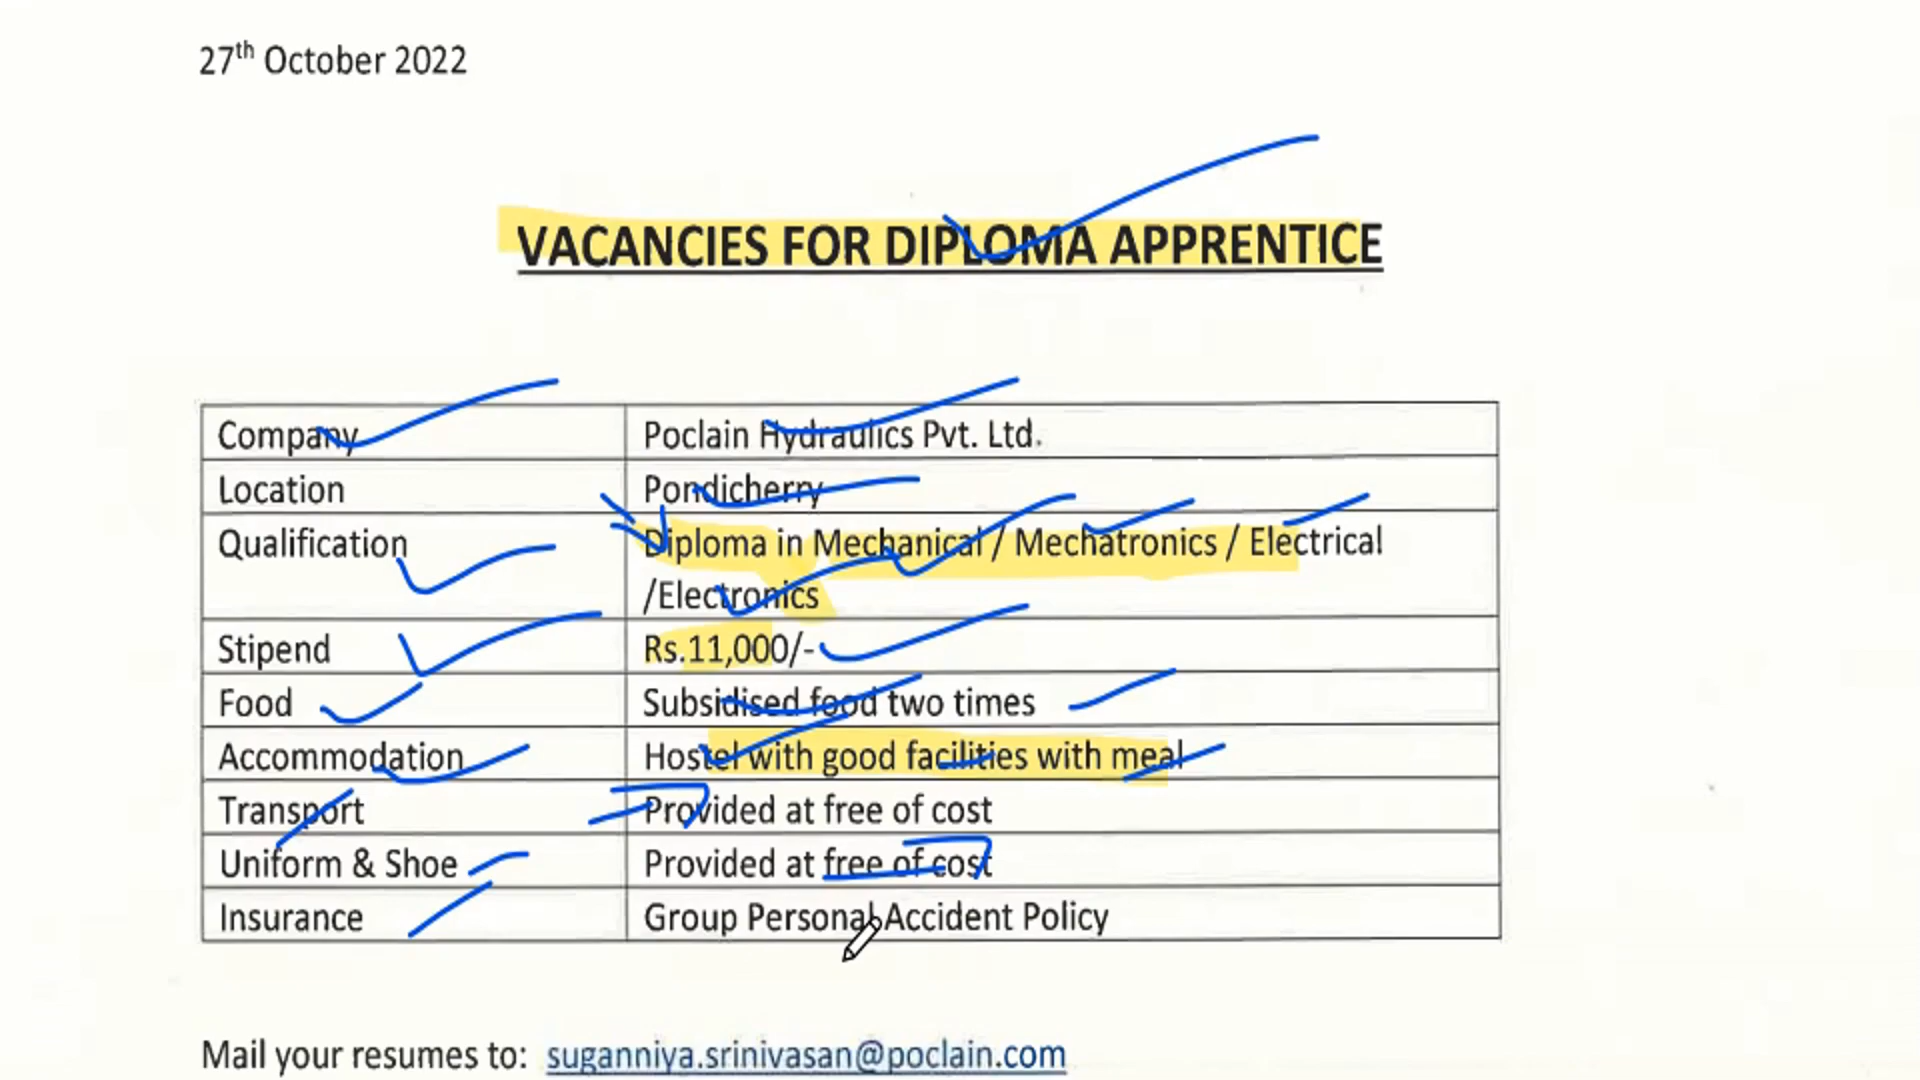 27th October 2022
VACANCIES FOR DIPLOMA APPRENTICE
Company Poclain Hydraulics Pvt. Ltd.
Location Pondicherry
Qualification Diploma in Mechanical / Mechatronics / Electrical
/Electronics
Stipend Rs.11,000/-
Food Subsidised food two times
Accommodation Hostel with good facilities with meal
Transport Provided at free of cost
Uniform & Shoe Provided at free of cost
Insurance Group Personal Accident Policy
Mail your resumes to: suganniya.srinivasan@poclain.com